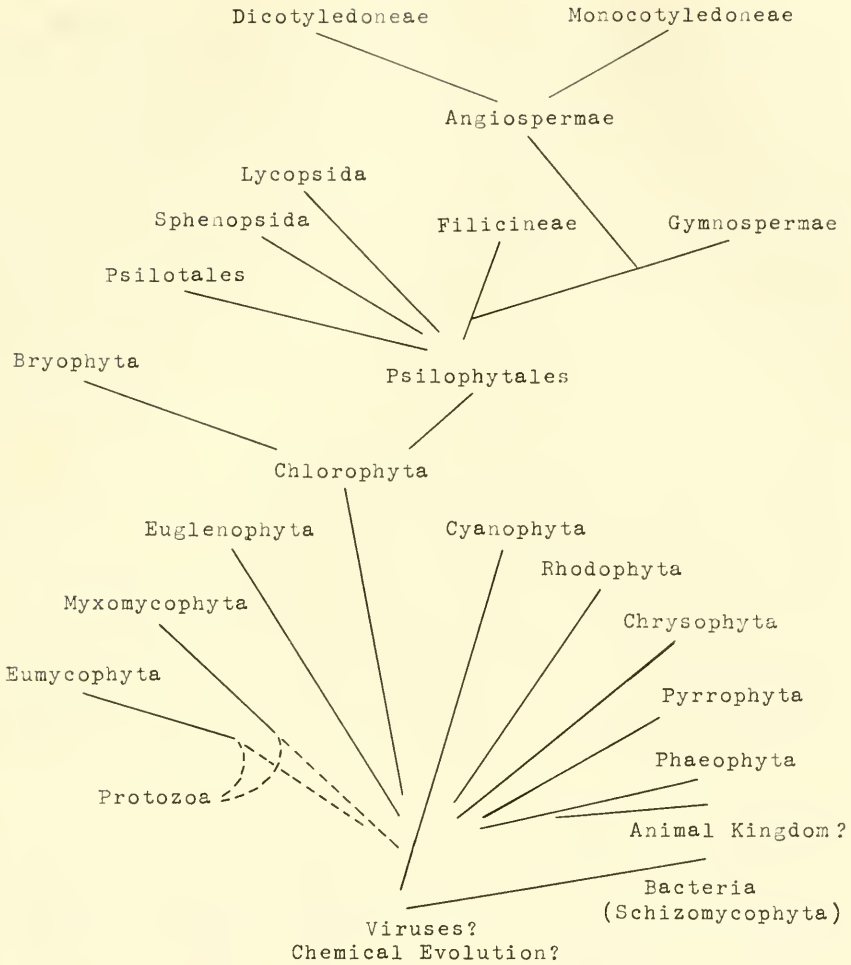 Dicotyledoneae
Monocotyledoneae
Angiospermae
Lycopsida
Sphenopsida
Filicineae
Gymnospermae
Psilotales
Bryophyta
Psilophytales
Chlorophyta
Euglenophyta
Cyanophyta
Rhodophyta
Myxomycophyta
Chrysophyta
Eumycophyta
Pyrrophyta
Phaeophyta
Protozoa
Animal Kingdom?
Bacteria
(Schizomycophyta)
Viruses?
Chemical Evolution?